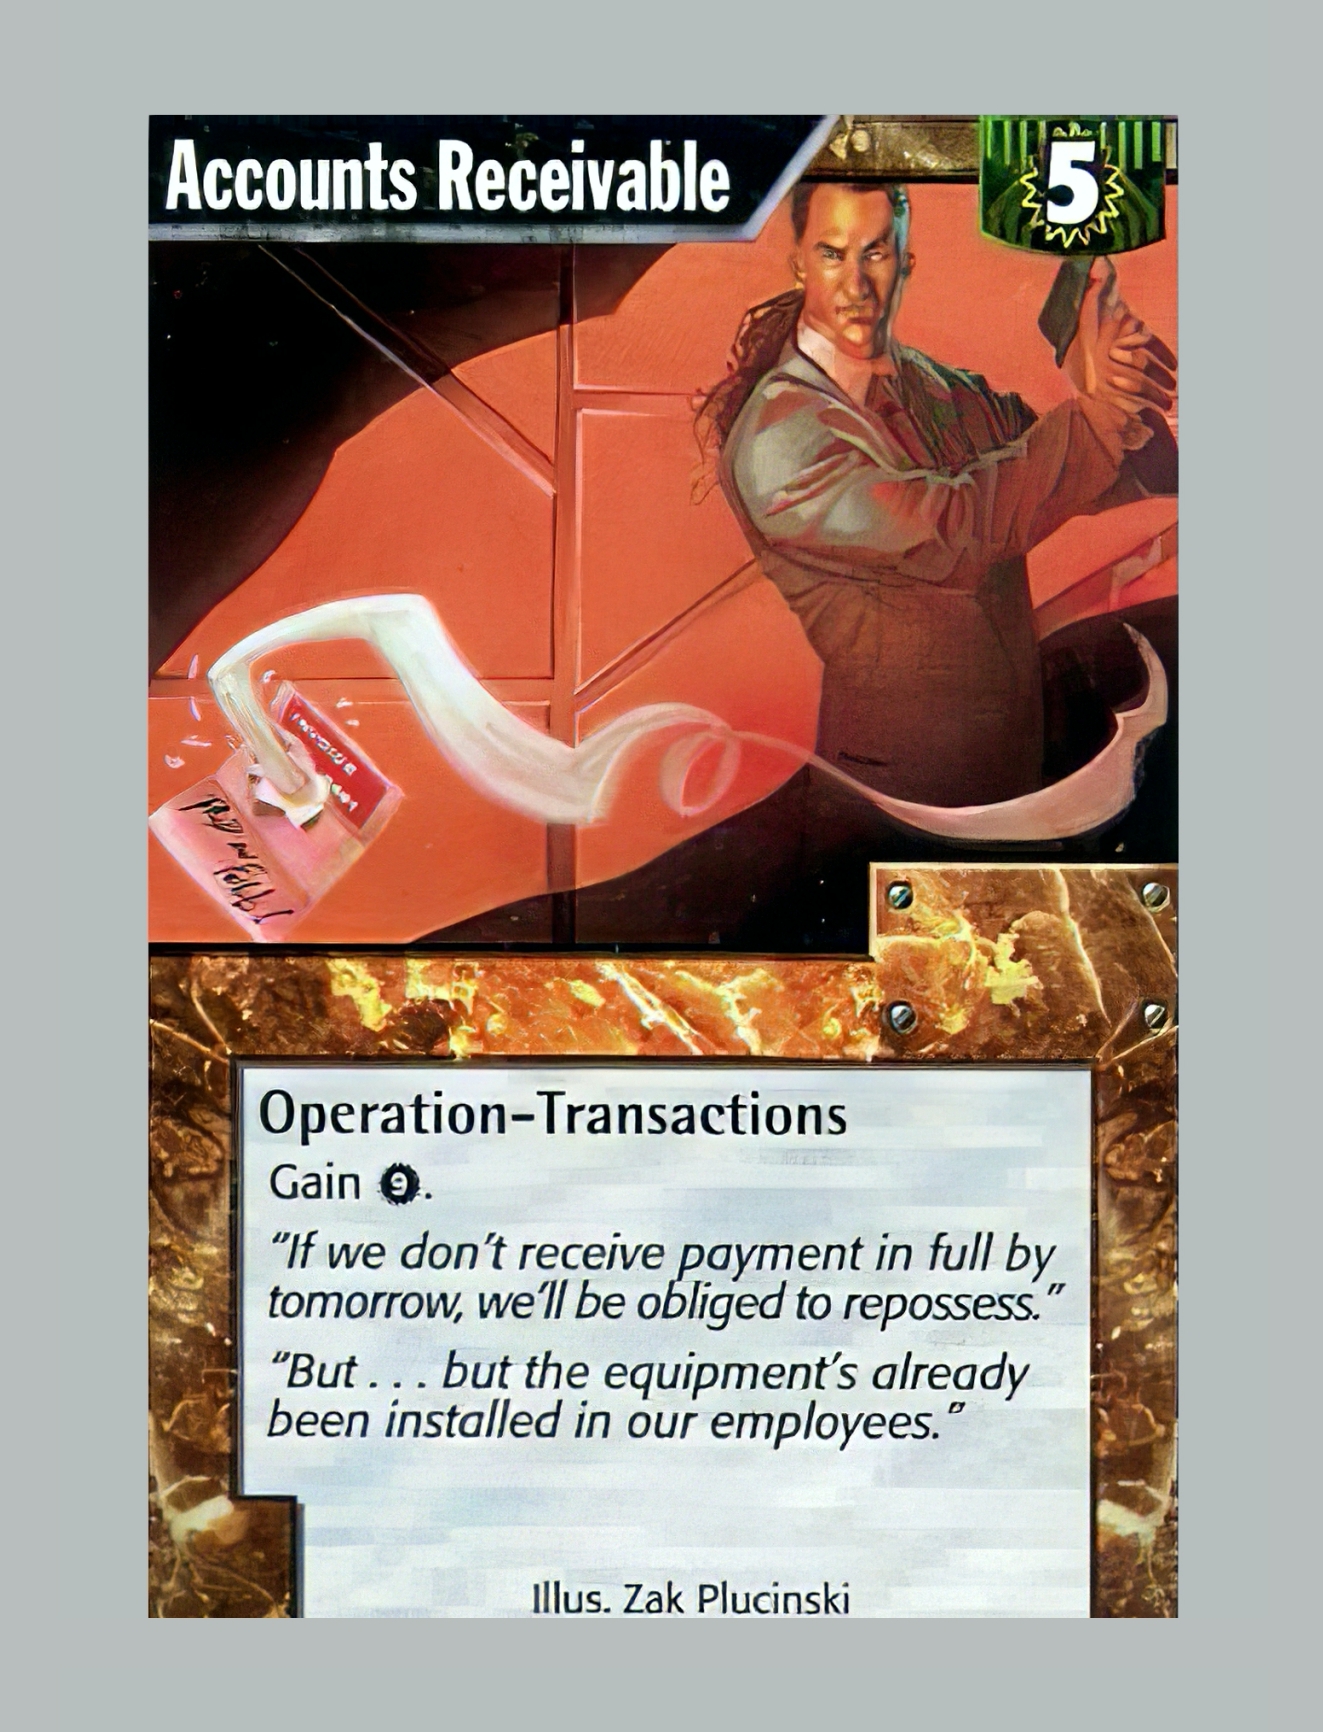 Accounts Receivable
5
Operation-Transactions
Gain 9.
"If we don't receive payment in full by
tomorrow, we'll be obliged to repossess."
"But . . . but the equipment's already
been installed in our employees."
Illus. Zak Plucinski